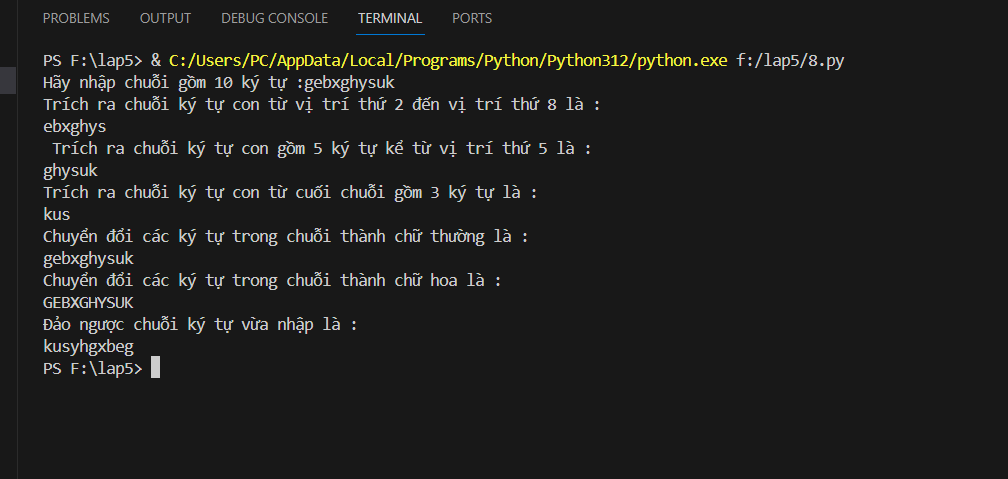 PROBLEMS OUTPUT DEBUG CONSOLE TERMINAL PORTS
PS F:\lap5> & C:/Users/PC/AppData/Local/Programs/Python/Python312/python.exe f:/lap5/8.py
Hãy nhập chuỗi gồm 10 ký tự :gebxghysuk
Trích ra chuỗi ký tự con từ vị trí thứ 2 đến vị trí thứ 8 là :
ebxghys
 Trích ra chuỗi ký tự con gồm 5 ký tự kể từ vị trí thứ 5 là :
ghysuk
Trích ra chuỗi ký tự con từ cuối chuỗi gồm 3 ký tự là :
kus
Chuyển đổi các ký tự trong chuỗi thành chữ thường là :
gebxghysuk
Chuyển đổi các ký tự trong chuỗi thành chữ hoa là :
GEBXGHYSUK
Đảo ngược chuỗi ký tự vừa nhập là :
kusyhgxbeg
PS F:\lap5>